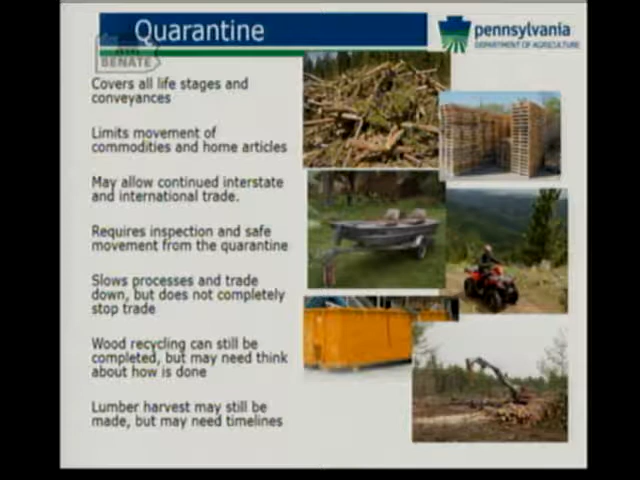 Quarantine
pennsylvania
DEPARTMENT OF AGRICULTURE
SENATE
Covers all life stages and
conveyances
Limits movement of
commodities and home articles
May allow continued interstate
and international trade.
Requires inspection and safe
movement from the quarantine
Slows processes and trade
down, but does not completely
stop trade
Wood recycling can still be
completed, but may need think
about how is done
Lumber harvest may still be
made, but may need timelines